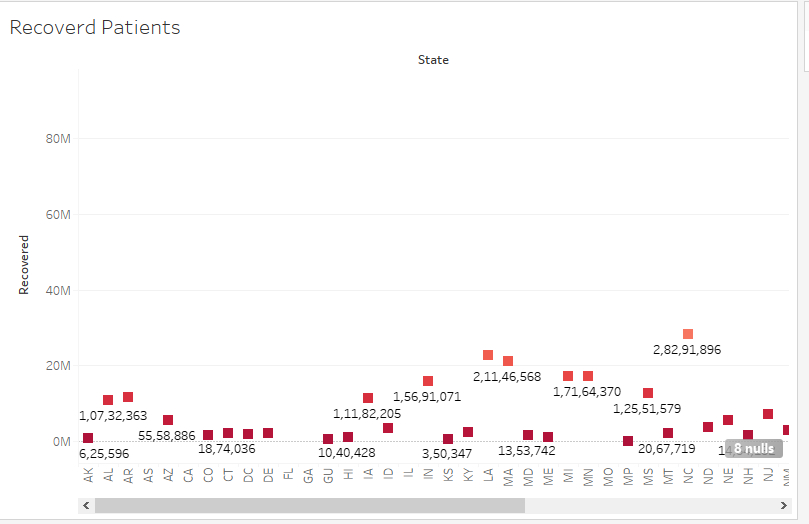 Recoverd Patients
State
80M
60M
40M
20M
0M
Recovered
2,82,91,896
2,11,46,568
1,71,64,370
1,56,91,071
1,25,51,579
1,11,82,205
1,07,32,363
55,58,886
6,25,596
18,74,036
10,40,428
3,50,347
13,53,742
20,67,719
8 nulls
AK AL AR AS AZ CA CO CT DC DE FL GA GU HI IA ID IL IN KS KY LA MA MD ME MI MN MO MP MS MT NC ND NE NH NJ NM